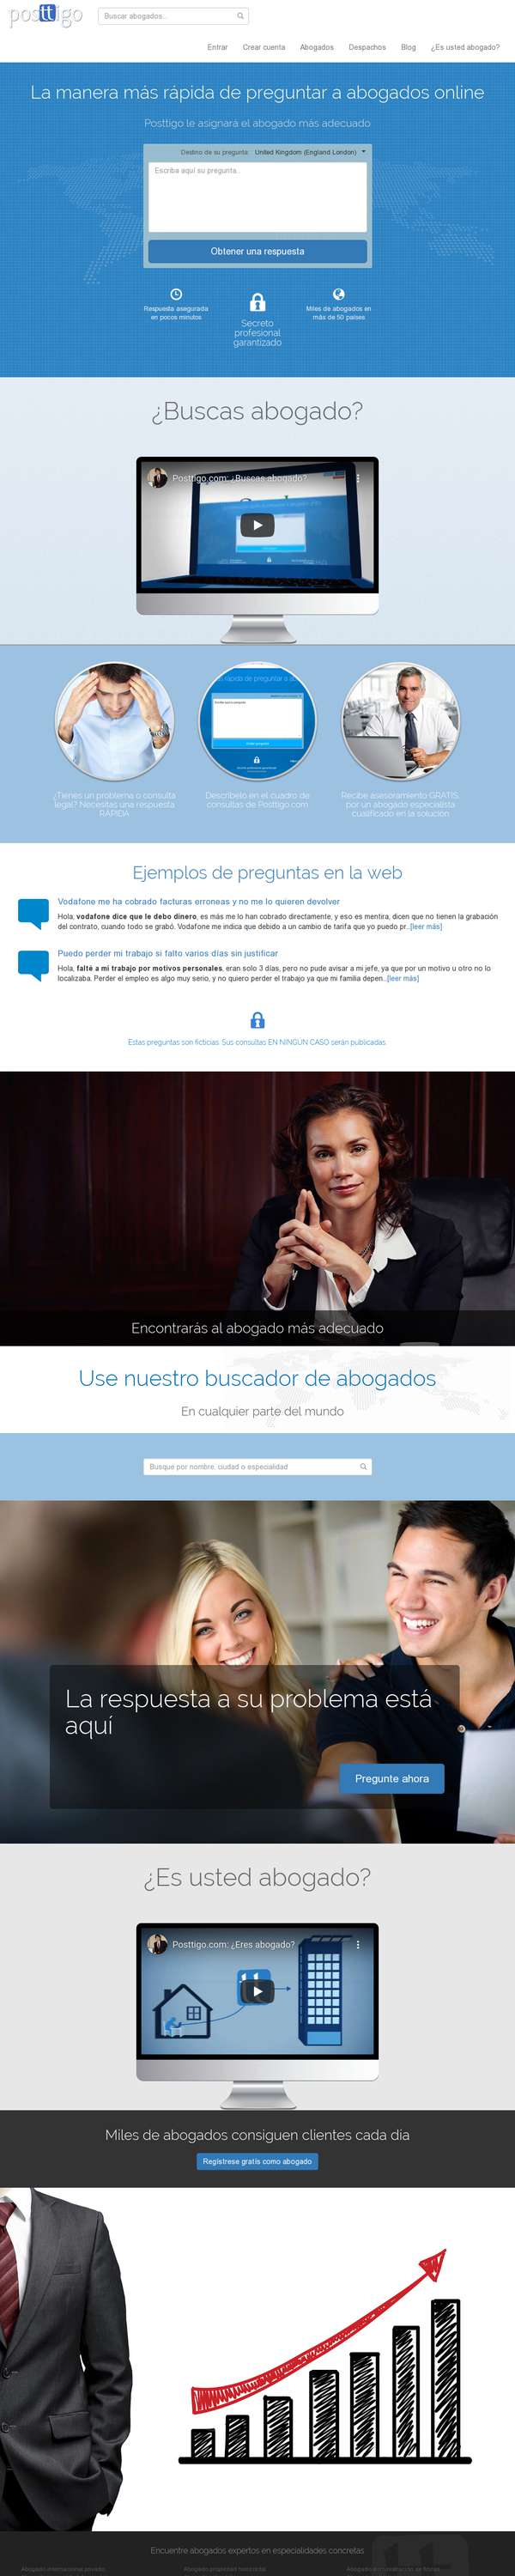 posttigo
Buscar abogados...
Entrar Crear cuenta Abogados Despachos Blog ¿Es usted abogado?
La manera más rápida de preguntar a abogados online
Posttigo le asignará el abogado más adecuado
Destino de su pregunta: United Kingdom (England London)
Escriba aquí su pregunta..
Obtener una respuesta
Respuesta asegurada
en pocos minutos
Secreto
profesional
garantizado
Miles de abogados en
más de 50 países
¿Buscas abogado?
Posttigo.com: ¿Buscas abogado?
¿Tienes un problema o consulta
legal? Necesitas una respuesta
RÁPIDA
Descríbelo en el cuadro de
consultas de Posttigo.com
Recibe asesoramiento GRATIS,
por un abogado especialista
cualificado en la solución
Ejemplos de preguntas en la web
Vodafone me ha cobrado facturas erroneas y no me lo quieren devolver
Hola, vodafone dice que le debo dinero, es más me lo han cobrado directamente, y eso es mentira, dicen que no tienen la grabación
del contrato, cuando todo se grabó. Vodafone me indica que debido a un cambio de tarifa que yo puedo pr...[leer más]
Puedo perder mi trabajo si falto varios días sin justificar
Hola, falté a mi trabajo por motivos personales, eran solo 3 días, pero no pude avisar a mi jefe, ya que por un motivo u otro no lo
localizaba. Perder el empleo es algo muy serio, y no quiero perder el trabajo ya que mi familia depen...[leer más]
Estas preguntas son ficticias. Sus consultas EN NINGÚN CASO serán publicadas.
Encontrarás al abogado más adecuado
Use nuestro buscador de abogados
En cualquier parte del mundo
Busque por nombre, ciudad o especialidad
La respuesta a su problema está
aquí
Pregunte ahora
¿Es usted abogado?
Posttigo.com: ¿Eres abogado?
Miles de abogados consiguen clientes cada día
Regístrese gratis como abogado
Encuentre abogados expertos en especialidades concretas
Abogado internacional privado
Abogado propiedad horizontal